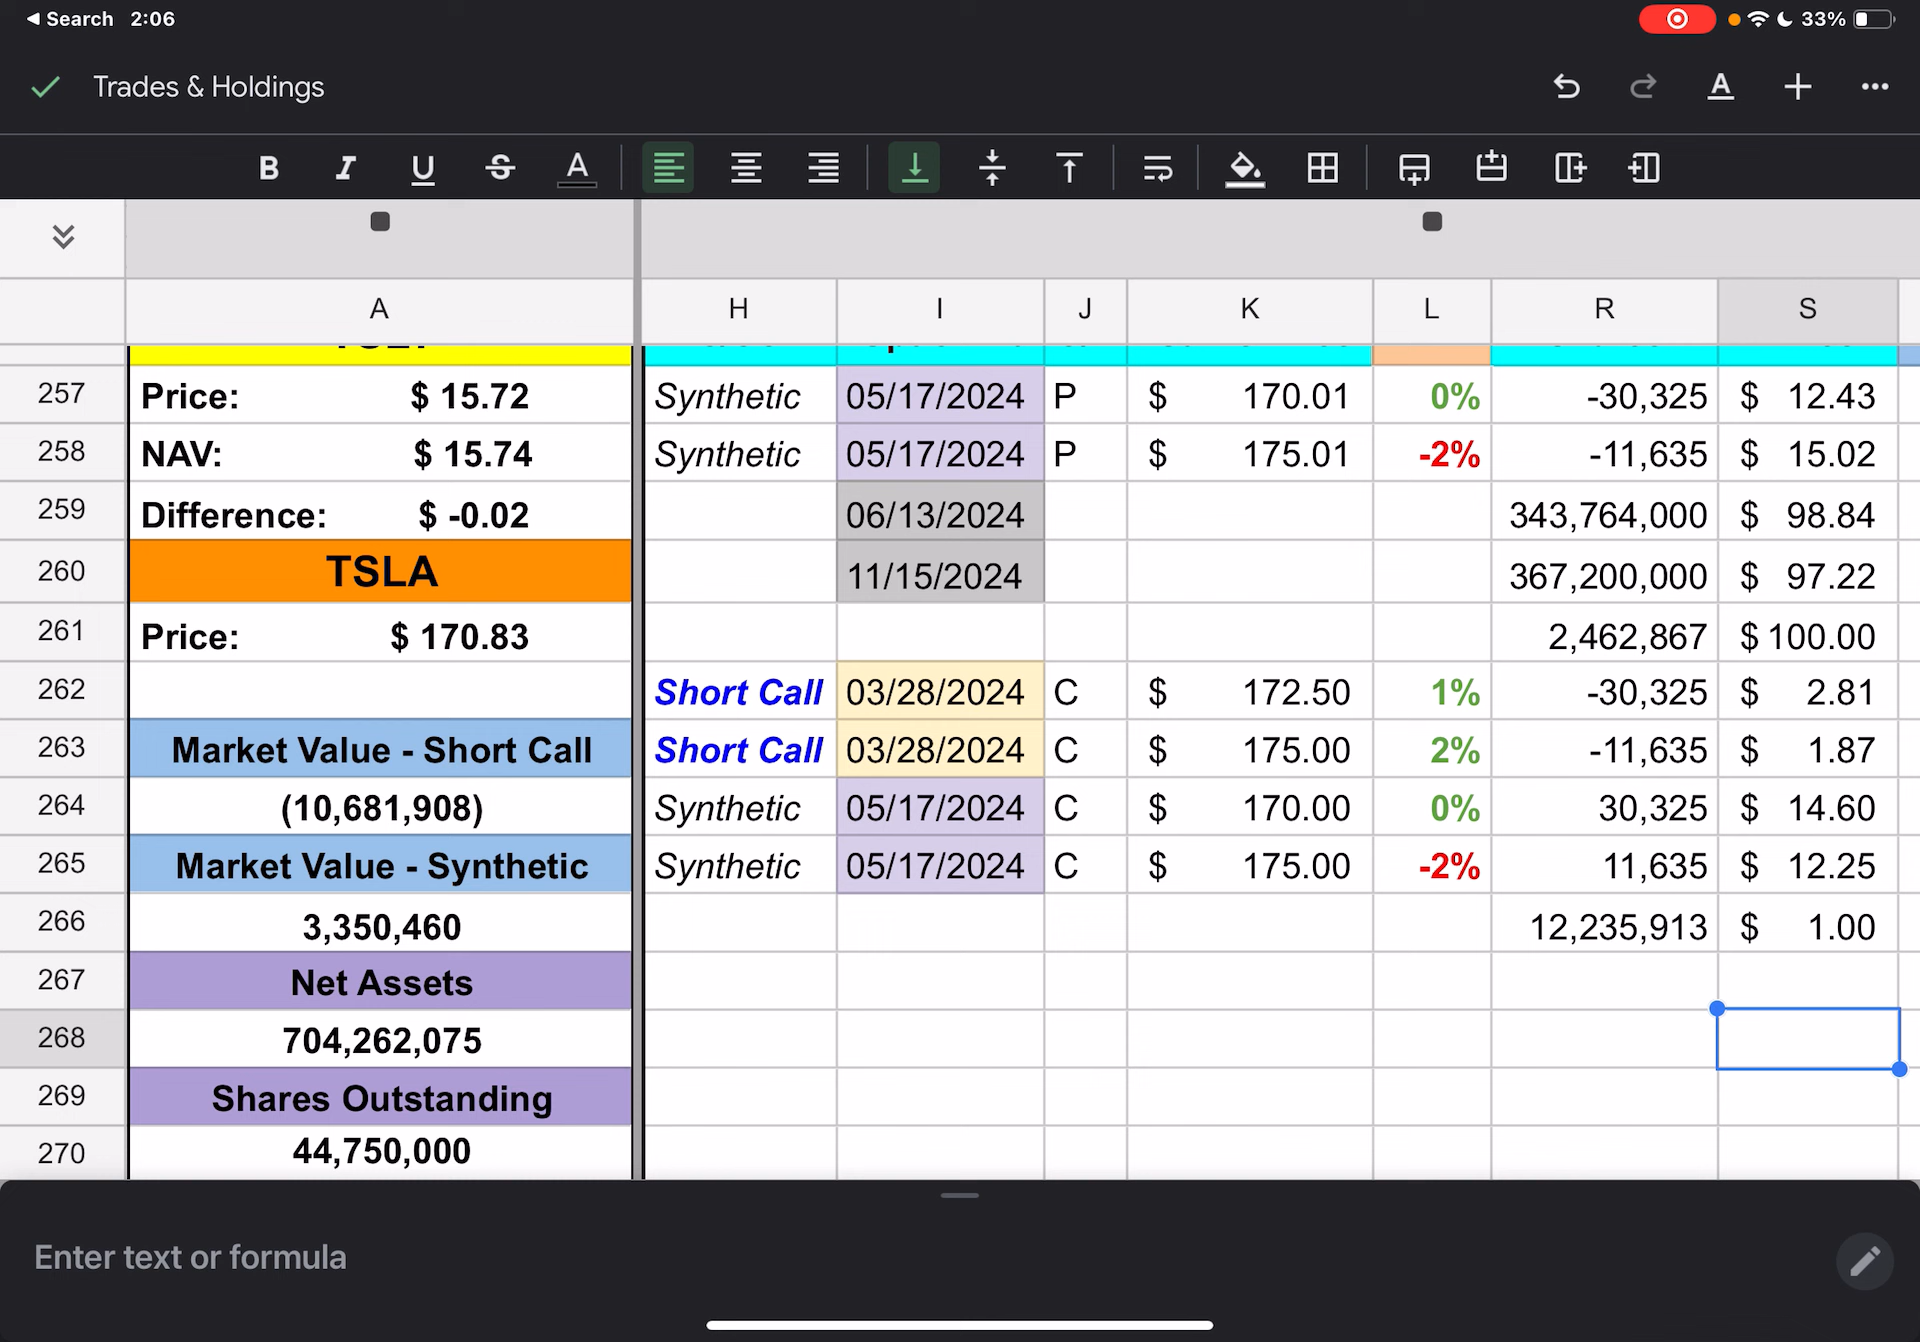 Search 2:06
33%
Trades & Holdings
B I U S A
A H I J K L R S
257 Price: $ 15.72 Synthetic 05/17/2024 P $ 170.01 0% -30,325 $ 12.43
258 NAV: $ 15.74 Synthetic 05/17/2024 P $ 175.01 -2% -11,635 $ 15.02
259 Difference: $ -0.02 06/13/2024 343,764,000 $ 98.84
260 TSLA 11/15/2024 367,200,000 $ 97.22
261 Price: $ 170.83 2,462,867 $ 100.00
262 Short Call 03/28/2024 C $ 172.50 1% -30,325 $ 2.81
263 Market Value - Short Call Short Call 03/28/2024 C $ 175.00 2% -11,635 $ 1.87
264 (10,681,908) Synthetic 05/17/2024 C $ 170.00 0% 30,325 $ 14.60
265 Market Value - Synthetic Synthetic 05/17/2024 C $ 175.00 -2% 11,635 $ 12.25
266 3,350,460 12,235,913 $ 1.00
267 Net Assets
268 704,262,075
269 Shares Outstanding
270 44,750,000
Enter text or formula